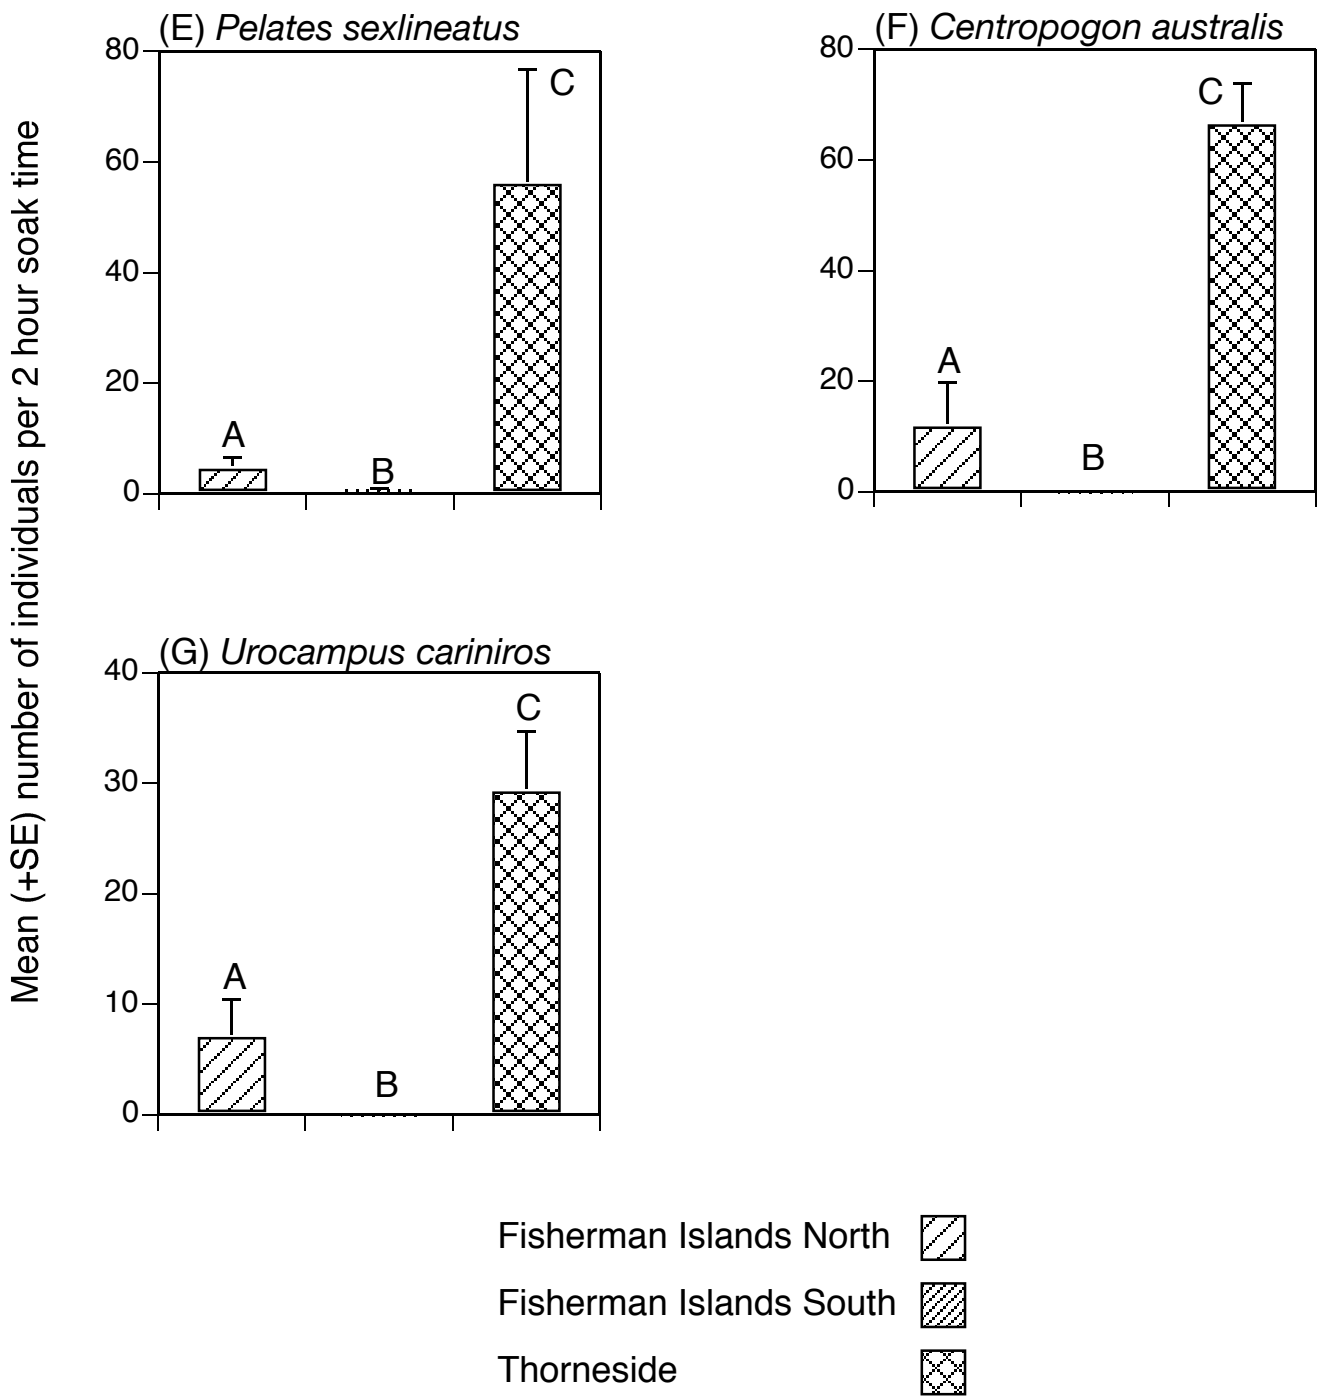 Mean (+SE) number of individuals per 2 hour soak time
(E) Pelates sexlineatus
80
60
40
20
0
A
B
C
(F) Centropogon australis
80
60
40
20
0
A
B
C
(G) Urocampus cariniros
40
30
20
10
0
A
B
C
Fisherman Islands North
Fisherman Islands South
Thorneside